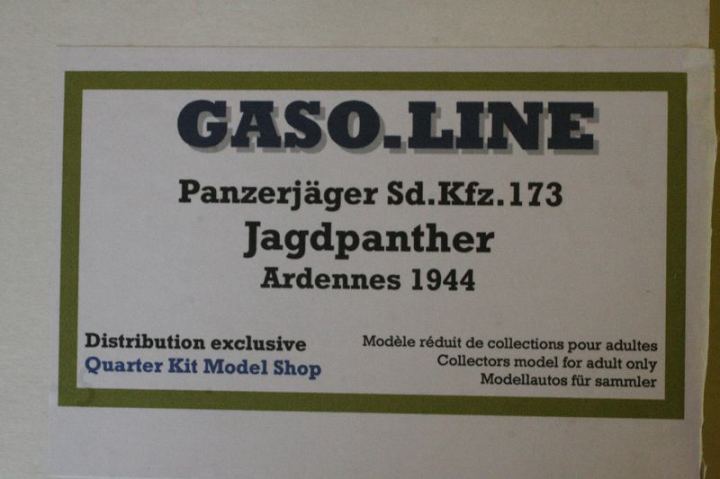 GASO.LINE
Panzerjäger Sd.Kfz.173
Jagdpanther
Ardennes 1944
Distribution exclusive
Quarter Kit Model Shop
Modèle réduit de collections pour adultes
Collectors model for adult only
Modellautos für sammler